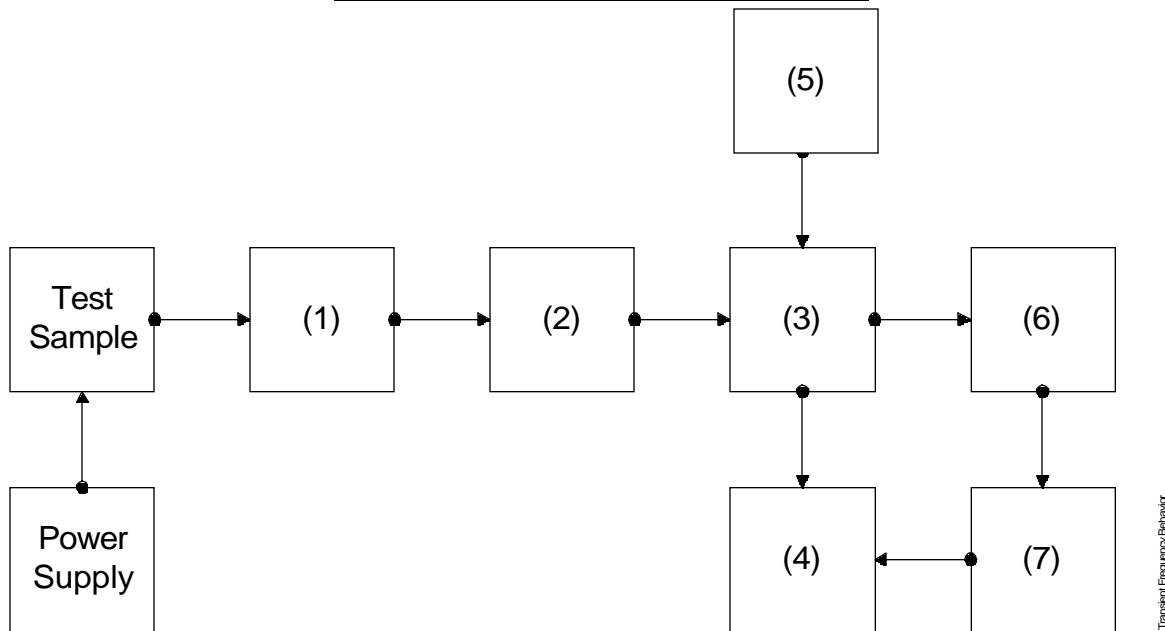 (5)
Test
Sample
(1)
(2)
(3)
(6)
Power
Supply
(4)
(7)
Transient Frequency Behavior